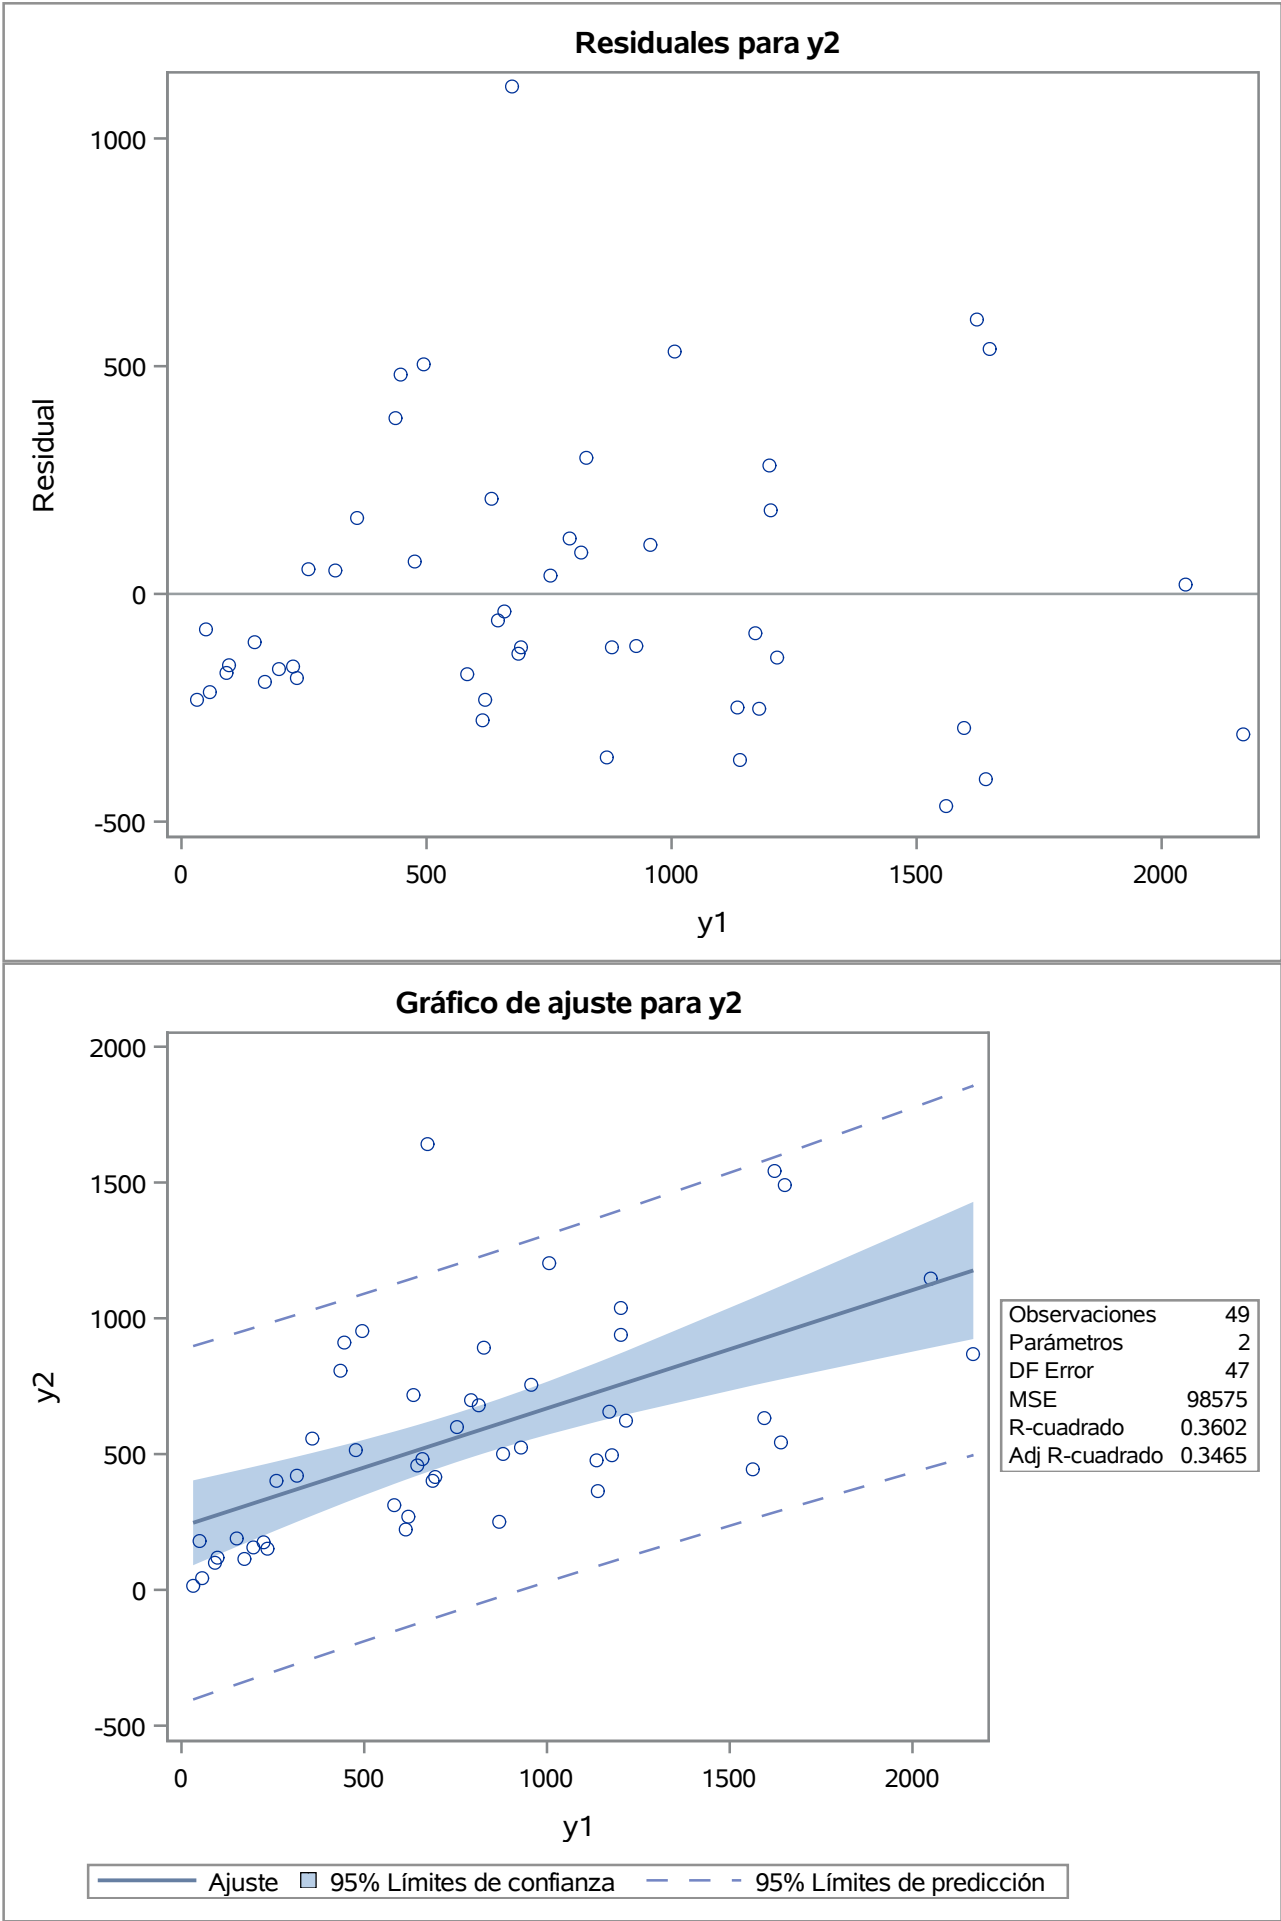 Residuales para y2
1000
500
0
-500
Residual
0 500 1000 1500 2000
y1
Gráfico de ajuste para y2
2000
1500
1000
500
0
-500
y2
0 500 1000 1500 2000
y1
Observaciones 49
Parámetros 2
DF Error 47
MSE 98575
R-cuadrado 0.3602
Adj R-cuadrado 0.3465
Ajuste 95% Límites de confianza 95% Límites de predicción